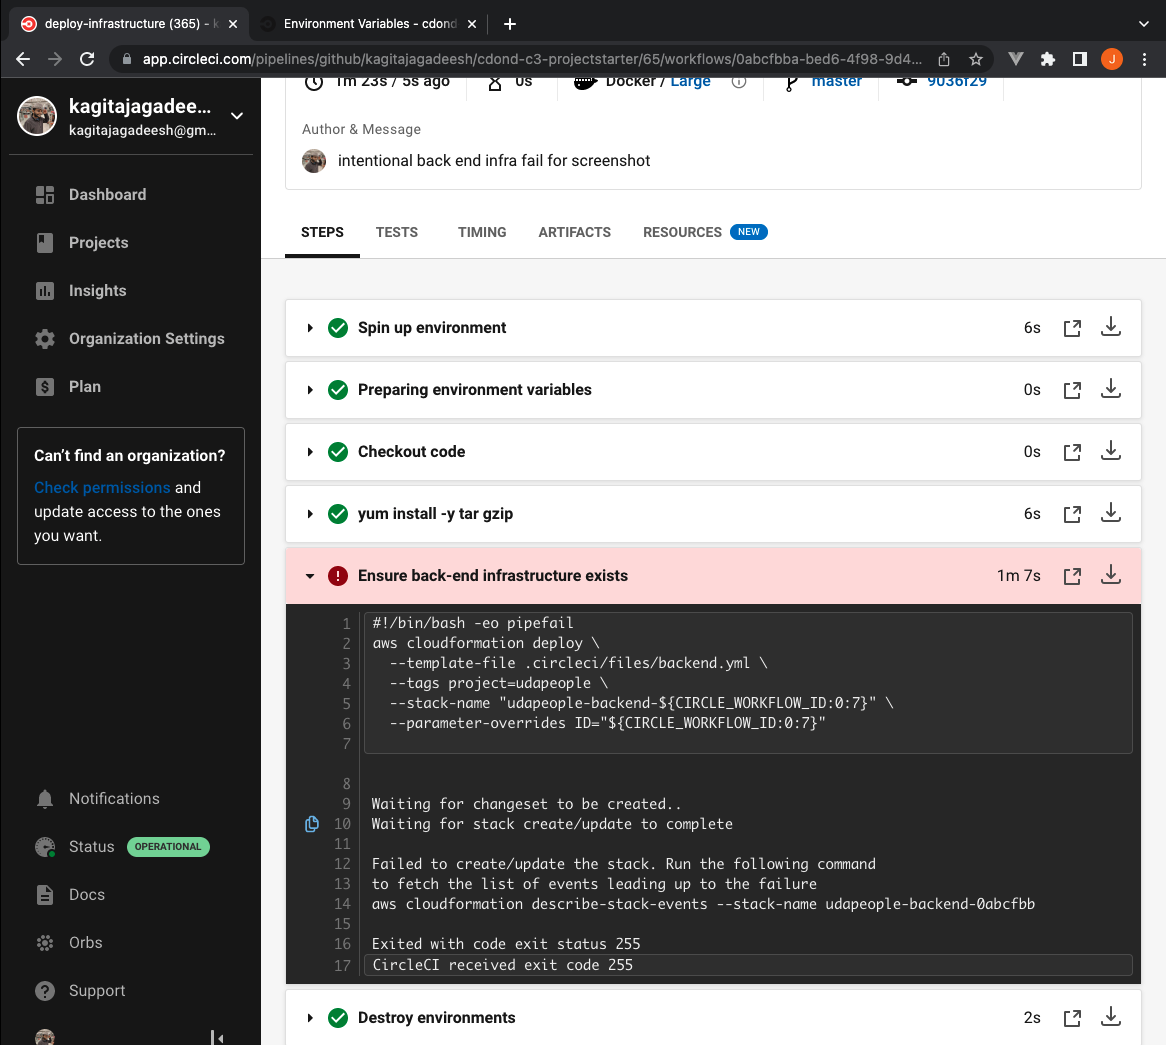 deploy-infrastructure (365) - k
Environment Variables - cdond
app.circleci.com/pipelines/github/kagitajagadeesh/cdond-c3-projectstarter/65/workflows/0abcfbba-bed6-4f98-9d4...
J
kagitajagadee...
kagitajagadeesh@gm...
Dashboard
Projects
Insights
Organization Settings
Plan
Can't find an organization?
Check permissions and
update access to the ones
you want.
Notifications
Status OPERATIONAL
Docs
Orbs
Support
1m 23s / 5s ago
0s
Docker / Large
master
9036f29
Author & Message
intentional back end infra fail for screenshot
STEPS TESTS TIMING ARTIFACTS RESOURCES NEW
Spin up environment 6s
Preparing environment variables 0s
Checkout code 0s
yum install -y tar gzip 6s
Ensure back-end infrastructure exists 1m 7s
1 #!/bin/bash -eo pipefail
2 aws cloudformation deploy \
3 --template-file .circleci/files/backend.yml \
4 --tags project=udapeople \
5 --stack-name "udapeople-backend-${CIRCLE_WORKFLOW_ID:0:7}" \
6 --parameter-overrides ID="${CIRCLE_WORKFLOW_ID:0:7}"
7
8
9 Waiting for changeset to be created..
10 Waiting for stack create/update to complete
11
12 Failed to create/update the stack. Run the following command
13 to fetch the list of events leading up to the failure
14 aws cloudformation describe-stack-events --stack-name udapeople-backend-0abcfbb
15
16 Exited with code exit status 255
17 CircleCI received exit code 255
Destroy environments 2s